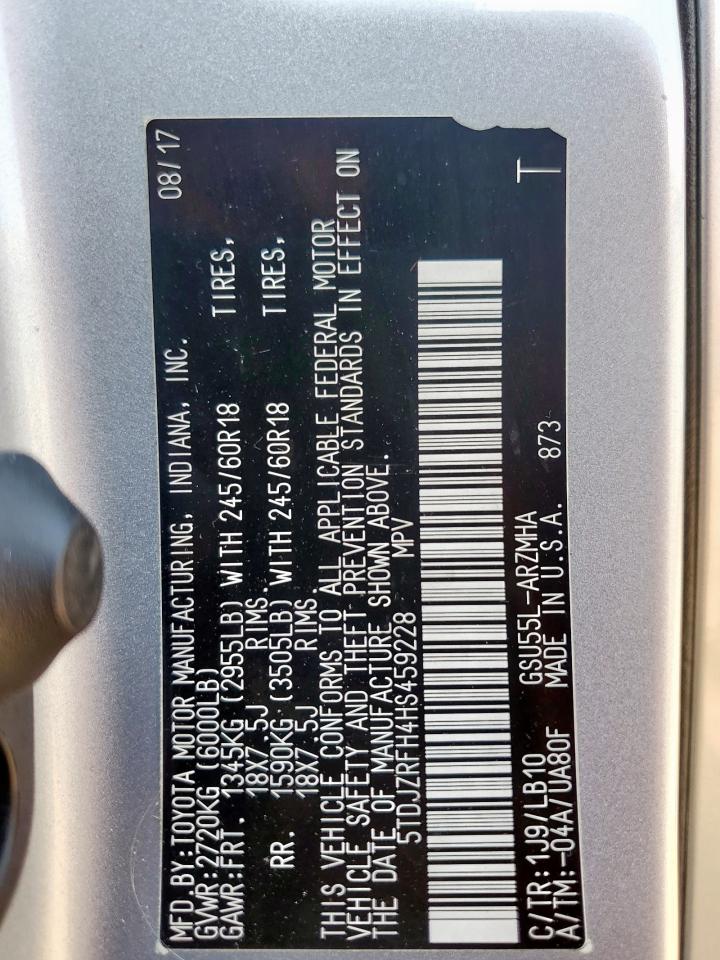 MFD.BY:TOYOTA MOTOR MANUFACTURING, INDIANA, INC. 08/17
GVWR:2720KG (6000LB)
GAWR:FRT. 1345KG (2955LB) WITH 245/60R18 TIRES,
18X7.5J RIMS
RR. 1590KG (3505LB) WITH 245/60R18 TIRES,
18X7.5J RIMS.
THIS VEHICLE CONFORMS TO ALL APPLICABLE FEDERAL MOTOR
VEHICLE SAFETY AND THEFT PREVENTION STANDARDS IN EFFECT ON
THE DATE OF MANUFACTURE SHOWN ABOVE.
5TDJZRFH4HS459228 MPV
C/TR:1J9/LB10 GSU55L-ARZMHA T
A/TM:-04A/UA80F MADE IN U.S.A. 873